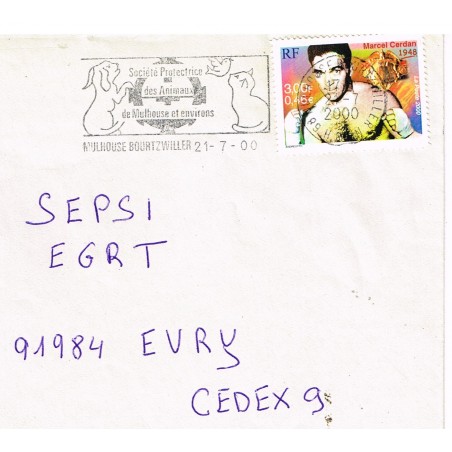 Société Protectrice
des Animaux
de Mulhouse et environs
MULHOUSE BOURTZWILLER 21-7-00
RF
Marcel Cerdan
1948
3,00F
0,46€
2000
SEPSI
EGRT
91984 EVRY
CEDEX 9